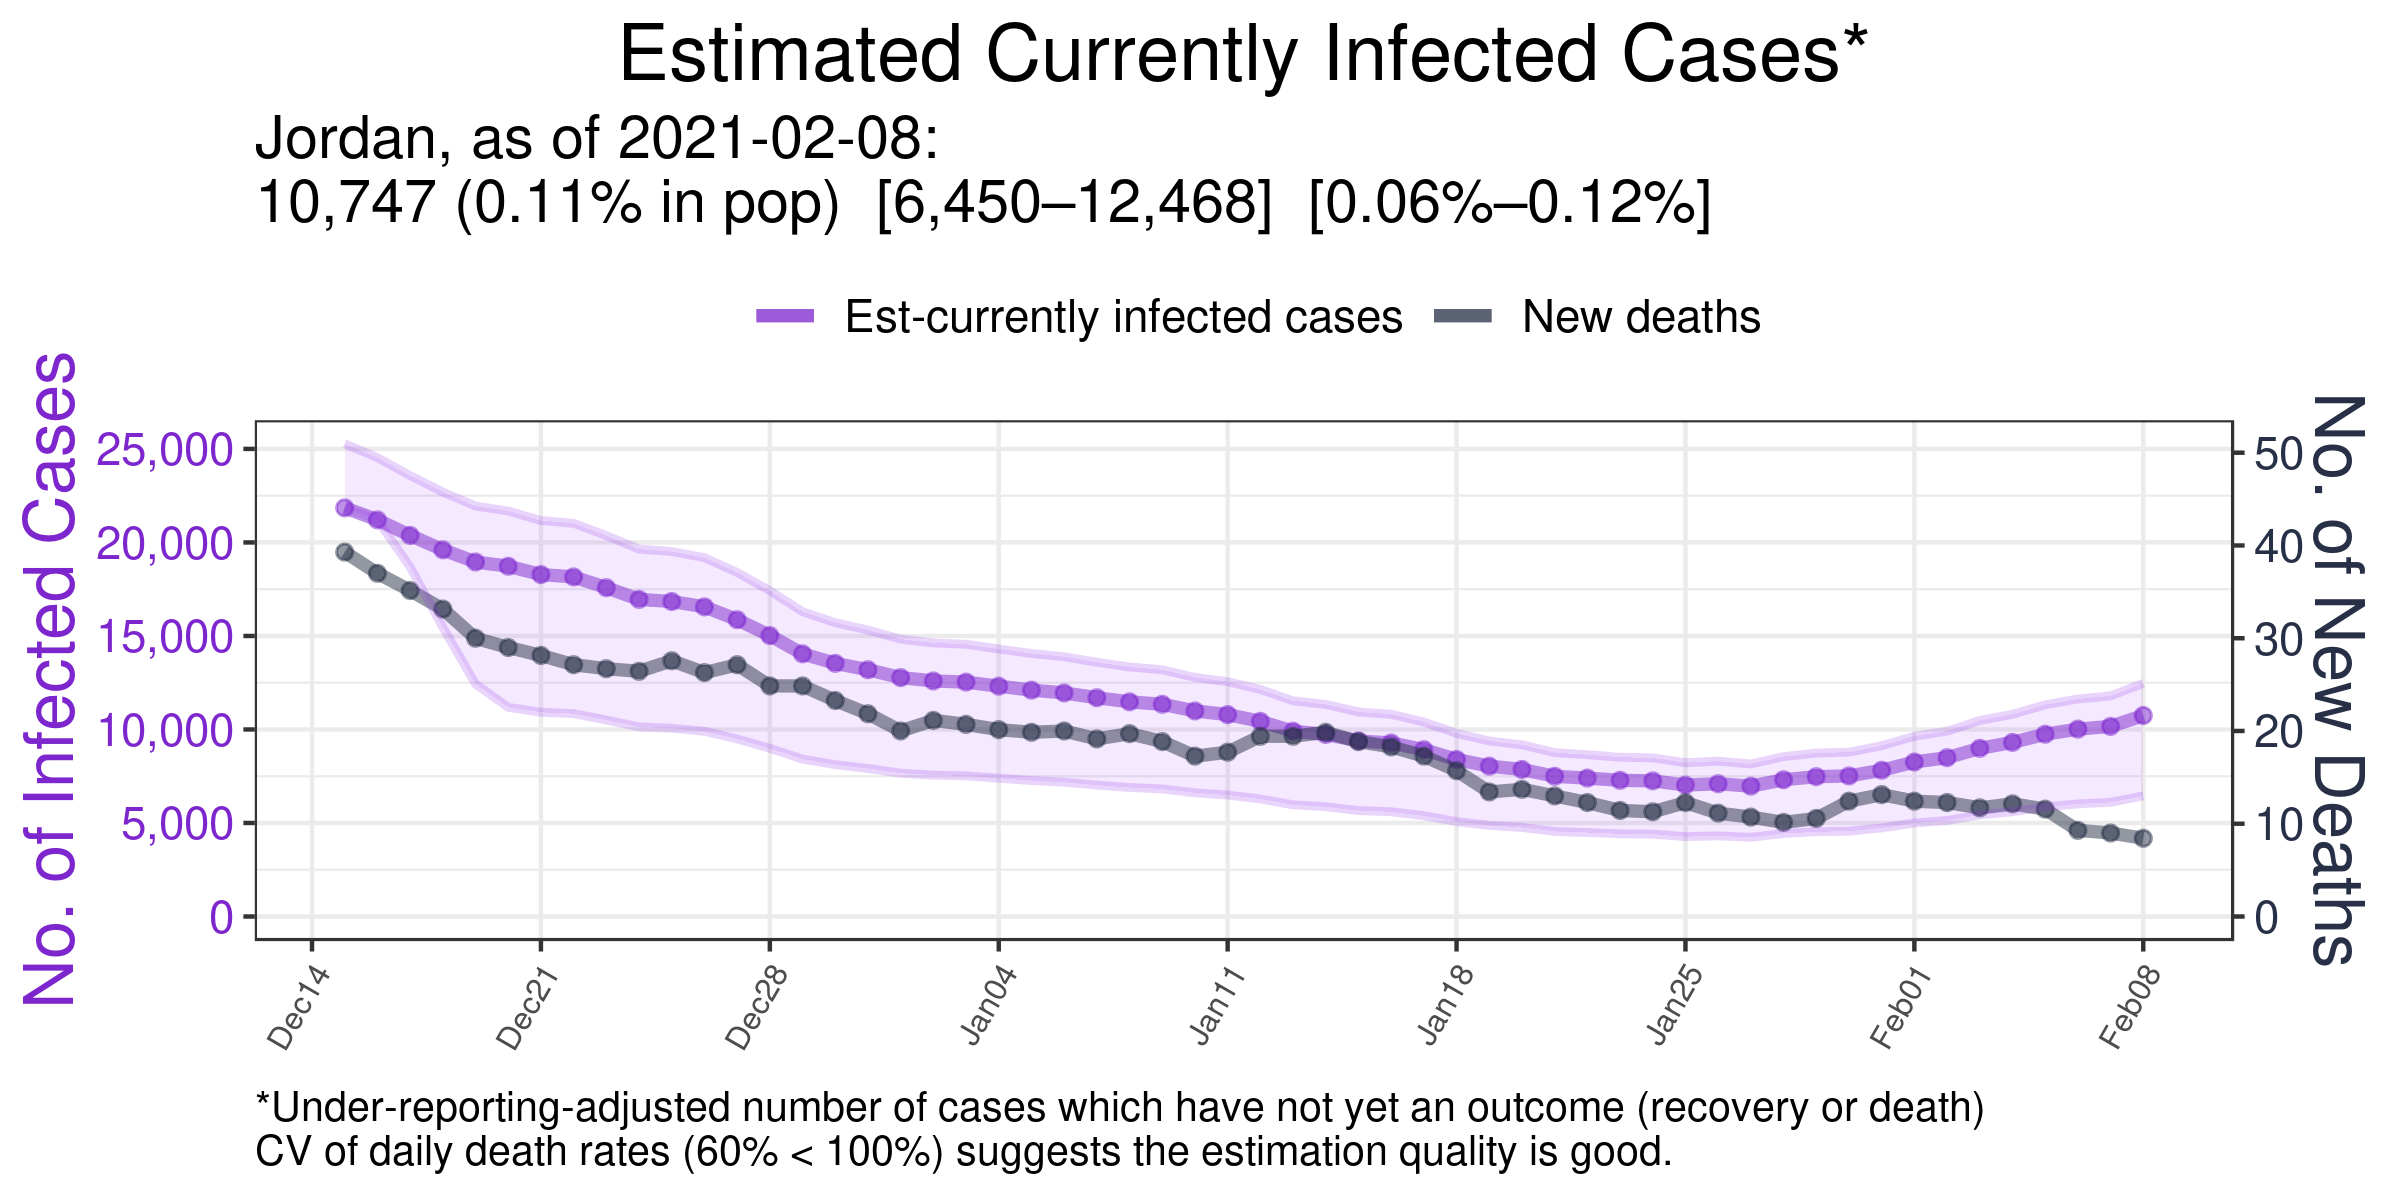 Estimated Currently Infected Cases*
Jordan, as of 2021-02-08:
10,747 (0.11% in pop)  [6,450–12,468]  [0.06%–0.12%]
Est-currently infected cases
New deaths
No. of Infected Cases
25,000
20,000
15,000
10,000
5,000
0
50
40
30
20
10
0
No. of New Deaths
Dec14
Dec21
Dec28
Jan04
Jan11
Jan18
Jan25
Feb01
Feb08
*Under-reporting-adjusted number of cases which have not yet an outcome (recovery or death)
CV of daily death rates (60% < 100%) suggests the estimation quality is good.